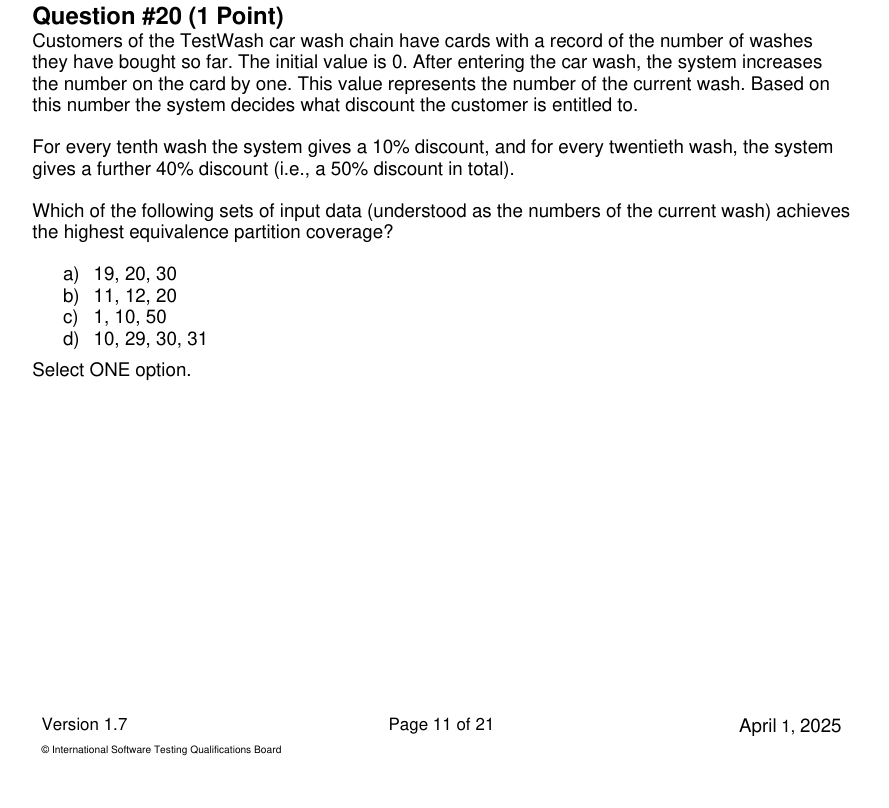 Question #20 (1 Point)
Customers of the TestWash car wash chain have cards with a record of the number of washes
they have bought so far. The initial value is 0. After entering the car wash, the system increases
the number on the card by one. This value represents the number of the current wash. Based on
this number the system decides what discount the customer is entitled to.
For every tenth wash the system gives a 10% discount, and for every twentieth wash, the system
gives a further 40% discount (i.e., a 50% discount in total).
Which of the following sets of input data (understood as the numbers of the current wash) achieves
the highest equivalence partition coverage?
a) 19, 20, 30
b) 11, 12, 20
c) 1, 10, 50
d) 10, 29, 30, 31
Select ONE option.
Version 1.7 Page 11 of 21 April 1, 2025
© International Software Testing Qualifications Board